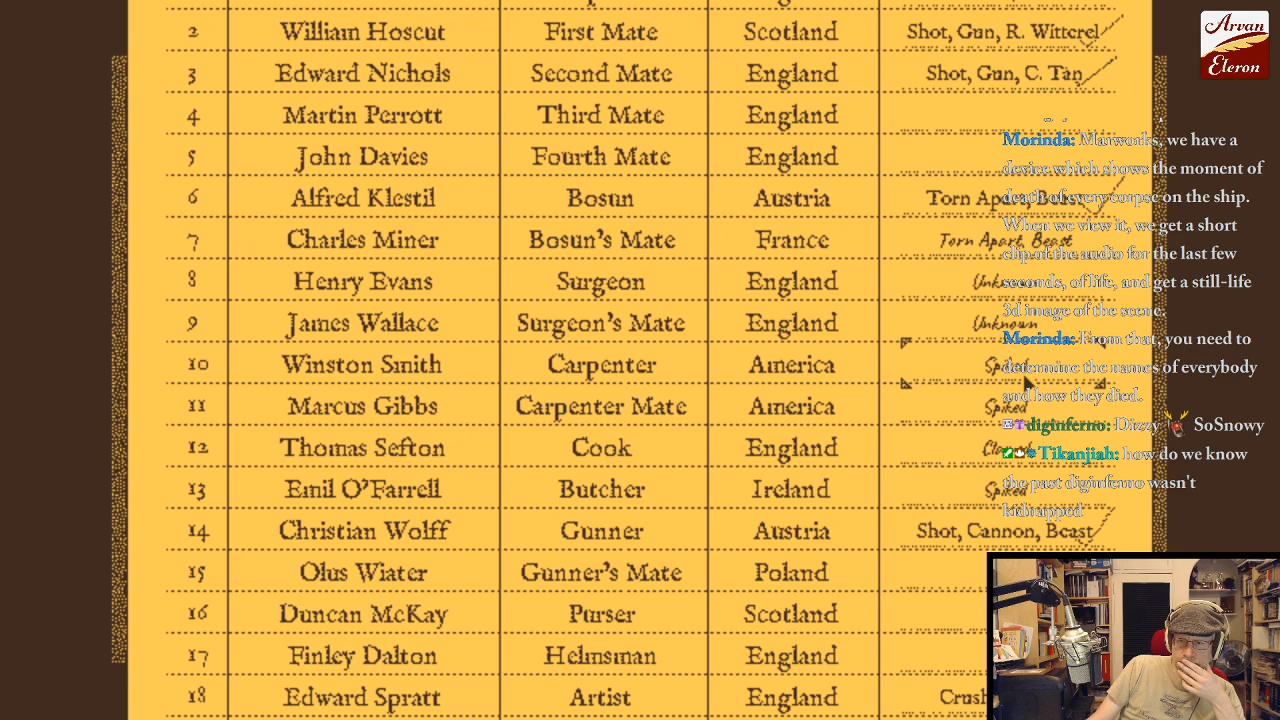 Arvan
Eleron
2 William Hoscut First Mate Scotland Shot, Gun, R. Witterel
3 Edward Nichols Second Mate England Shot, Gun, C. Tan
4 Martin Perrott Third Mate England
5 John Davies Fourth Mate England
6 Alfred Klestil Bosun Austria Torn
7 Charles Miner Bosun's Mate France Torn Apart, Beast
8 Henry Evans Surgeon England
9 James Wallace Surgeon's Mate England Unknown
10 Winston Smith Carpenter America
11 Marcus Gibbs Carpenter Mate America Spiked
12 Thomas Sefton Cook England
13 Emil O'Farrell Butcher Ireland Spiked
14 Christian Wolff Gunner Austria Shot, Cannon, Beast
15 Olus Wiater Gunner's Mate Poland
16 Duncan McKay Purser Scotland
17 Finley Dalton Helmsman England
18 Edward Spratt Artist England
Morinda: Marworks, we have a
device which shows the moment of
death of every corpse on the ship.
When we view it, we get a short
clip of the audio for the last few
seconds, of life, and get a still-life
3d image of the scene.
Morinda: From that, you need to
determine the names of everybody
and how they died.
diginferno: Dizzy SoSnowy
Tikanjiah: how do we know
the past diginferno wasn't
kidnapped